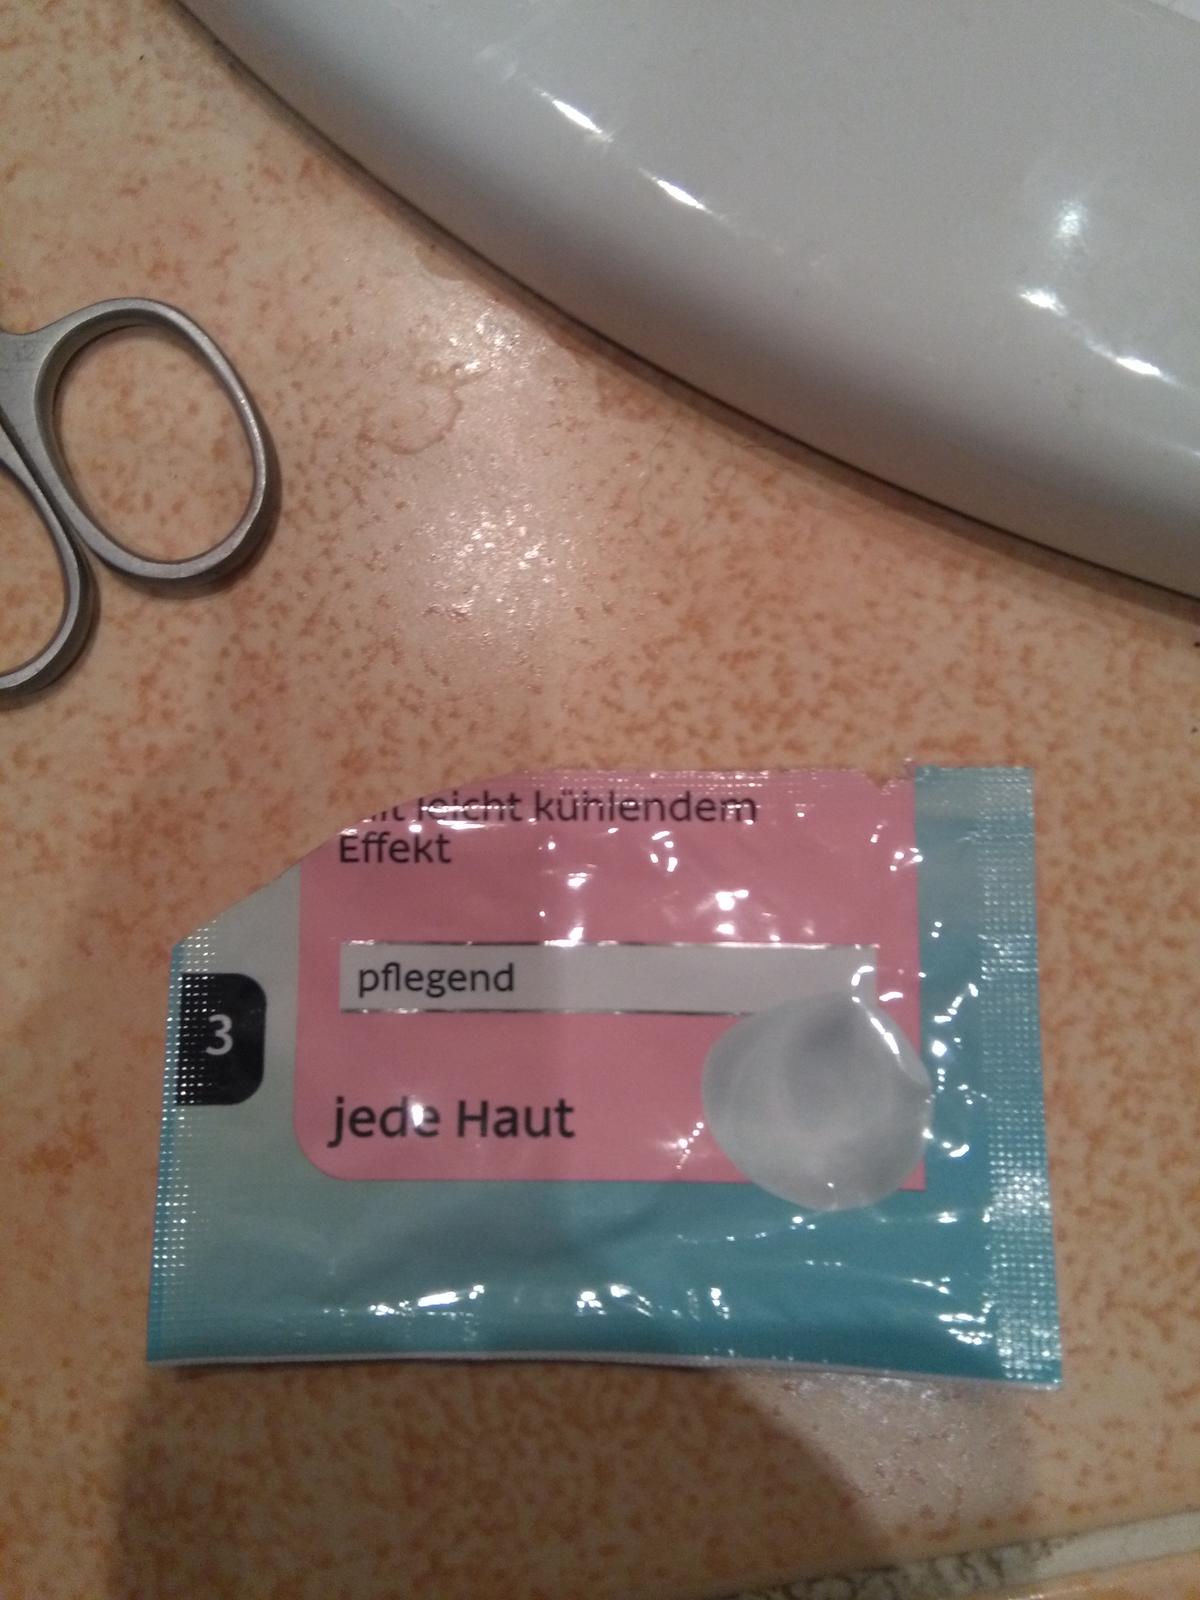 leicht kühlendem
Effekt
pflegend
3
jede Haut